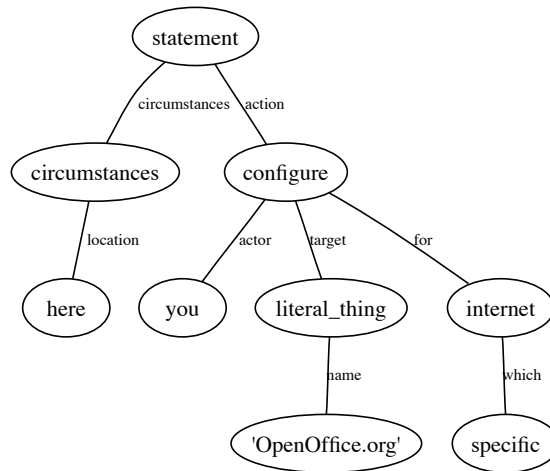 statement
circumstances action
circumstances configure
location actor target for
here you literal_thing internet
name which
'OpenOffice.org' specific